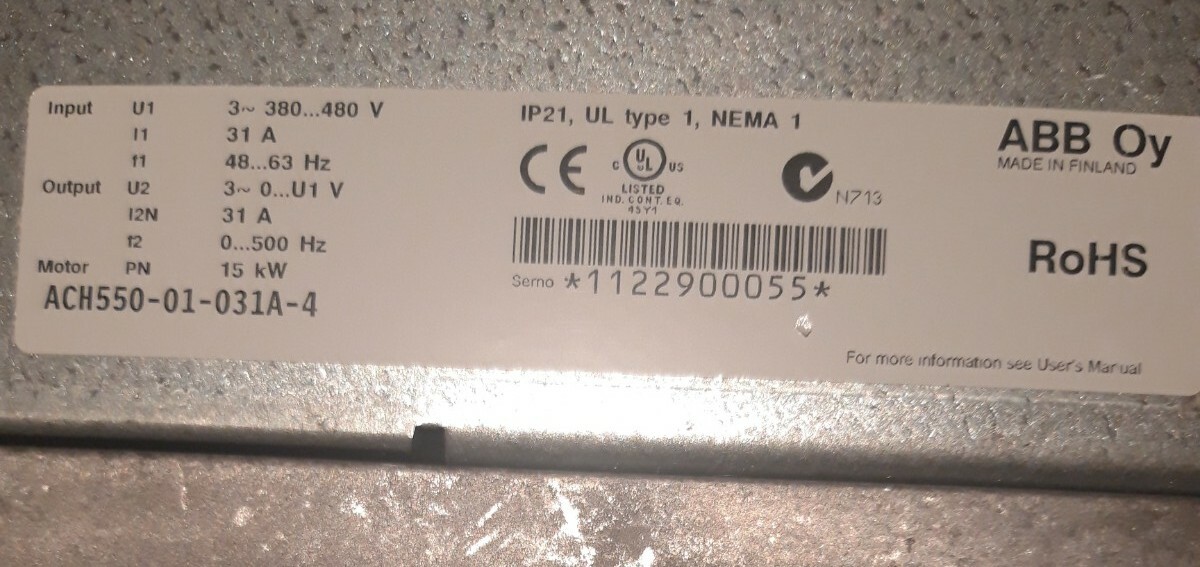 Input U1 3~ 380...480 V
I1 31 A
f1 48...63 Hz
Output U2 3~ 0...U1 V
I2N 31 A
f2 0...500 Hz
Motor PN 15 kW
ACH550-01-031A-4
IP21, UL type 1, NEMA 1
CE
C UL US
LISTED
IND. CONT. EQ.
45Y1
N713
Serno *1122900055*
ABB Oy
MADE IN FINLAND
RoHS
For more information see User's Manual